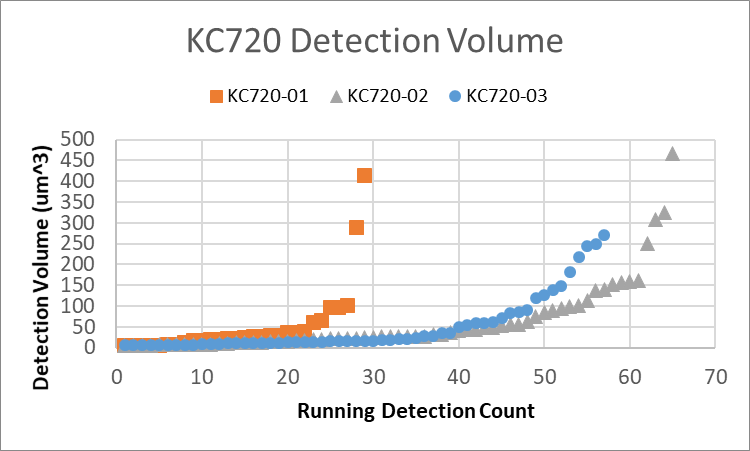 KC720 Detection Volume
KC720-01 KC720-02 KC720-03
Detection Volume (um^3)
500
450
400
350
300
250
200
150
100
50
0
0 10 20 30 40 50 60 70
Running Detection Count